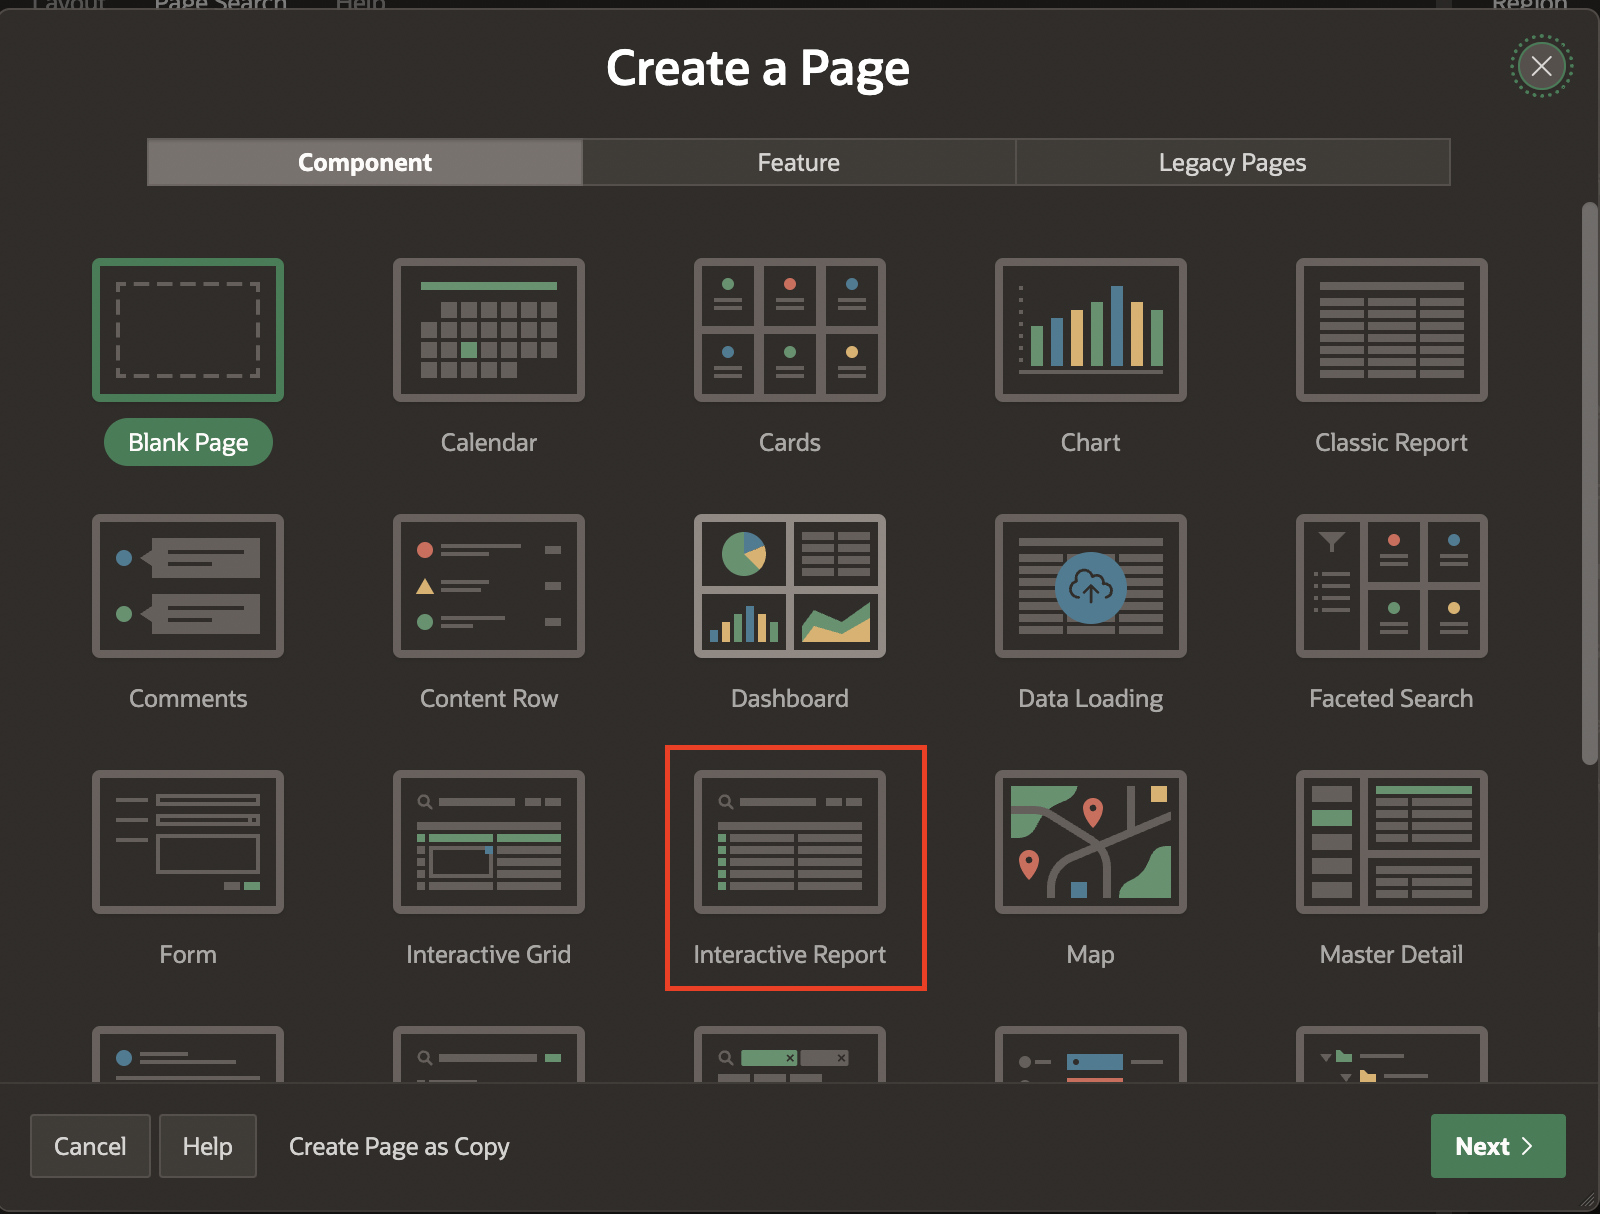 Layout Page Search Help Region
Create a Page
Component Feature Legacy Pages
Blank Page Calendar Cards Chart Classic Report
Comments Content Row Dashboard Data Loading Faceted Search
Form Interactive Grid Interactive Report Map Master Detail
Cancel Help Create Page as Copy Next